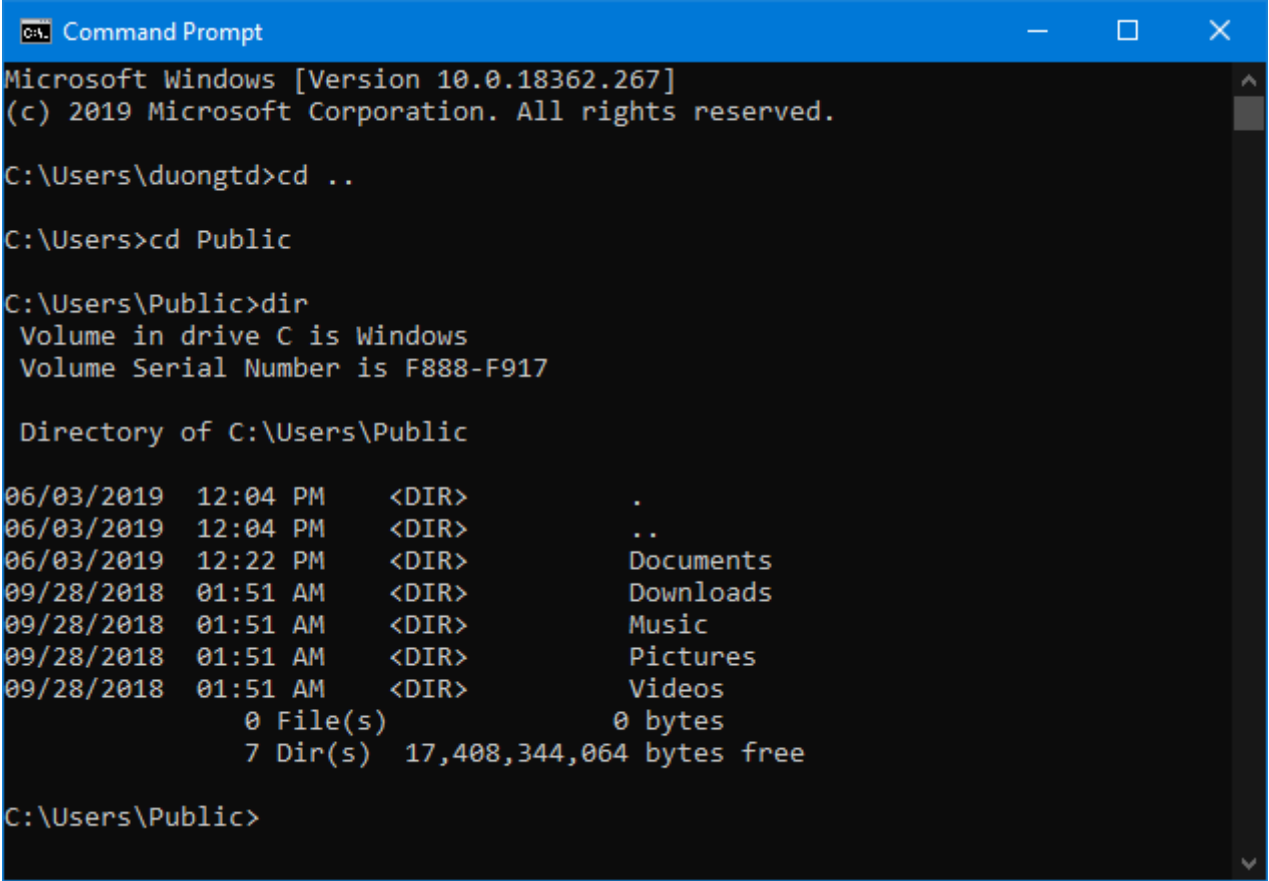 Command Prompt
Microsoft Windows [Version 10.0.18362.267]
(c) 2019 Microsoft Corporation. All rights reserved.
C:\Users\duongtd>cd ..
C:\Users>cd Public
C:\Users\Public>dir
 Volume in drive C is Windows
 Volume Serial Number is F888-F917
 Directory of C:\Users\Public
06/03/2019  12:04 PM    <DIR>          .
06/03/2019  12:04 PM    <DIR>          ..
06/03/2019  12:22 PM    <DIR>          Documents
09/28/2018  01:51 AM    <DIR>          Downloads
09/28/2018  01:51 AM    <DIR>          Music
09/28/2018  01:51 AM    <DIR>          Pictures
09/28/2018  01:51 AM    <DIR>          Videos
               0 File(s)              0 bytes
               7 Dir(s)  17,408,344,064 bytes free
C:\Users\Public>